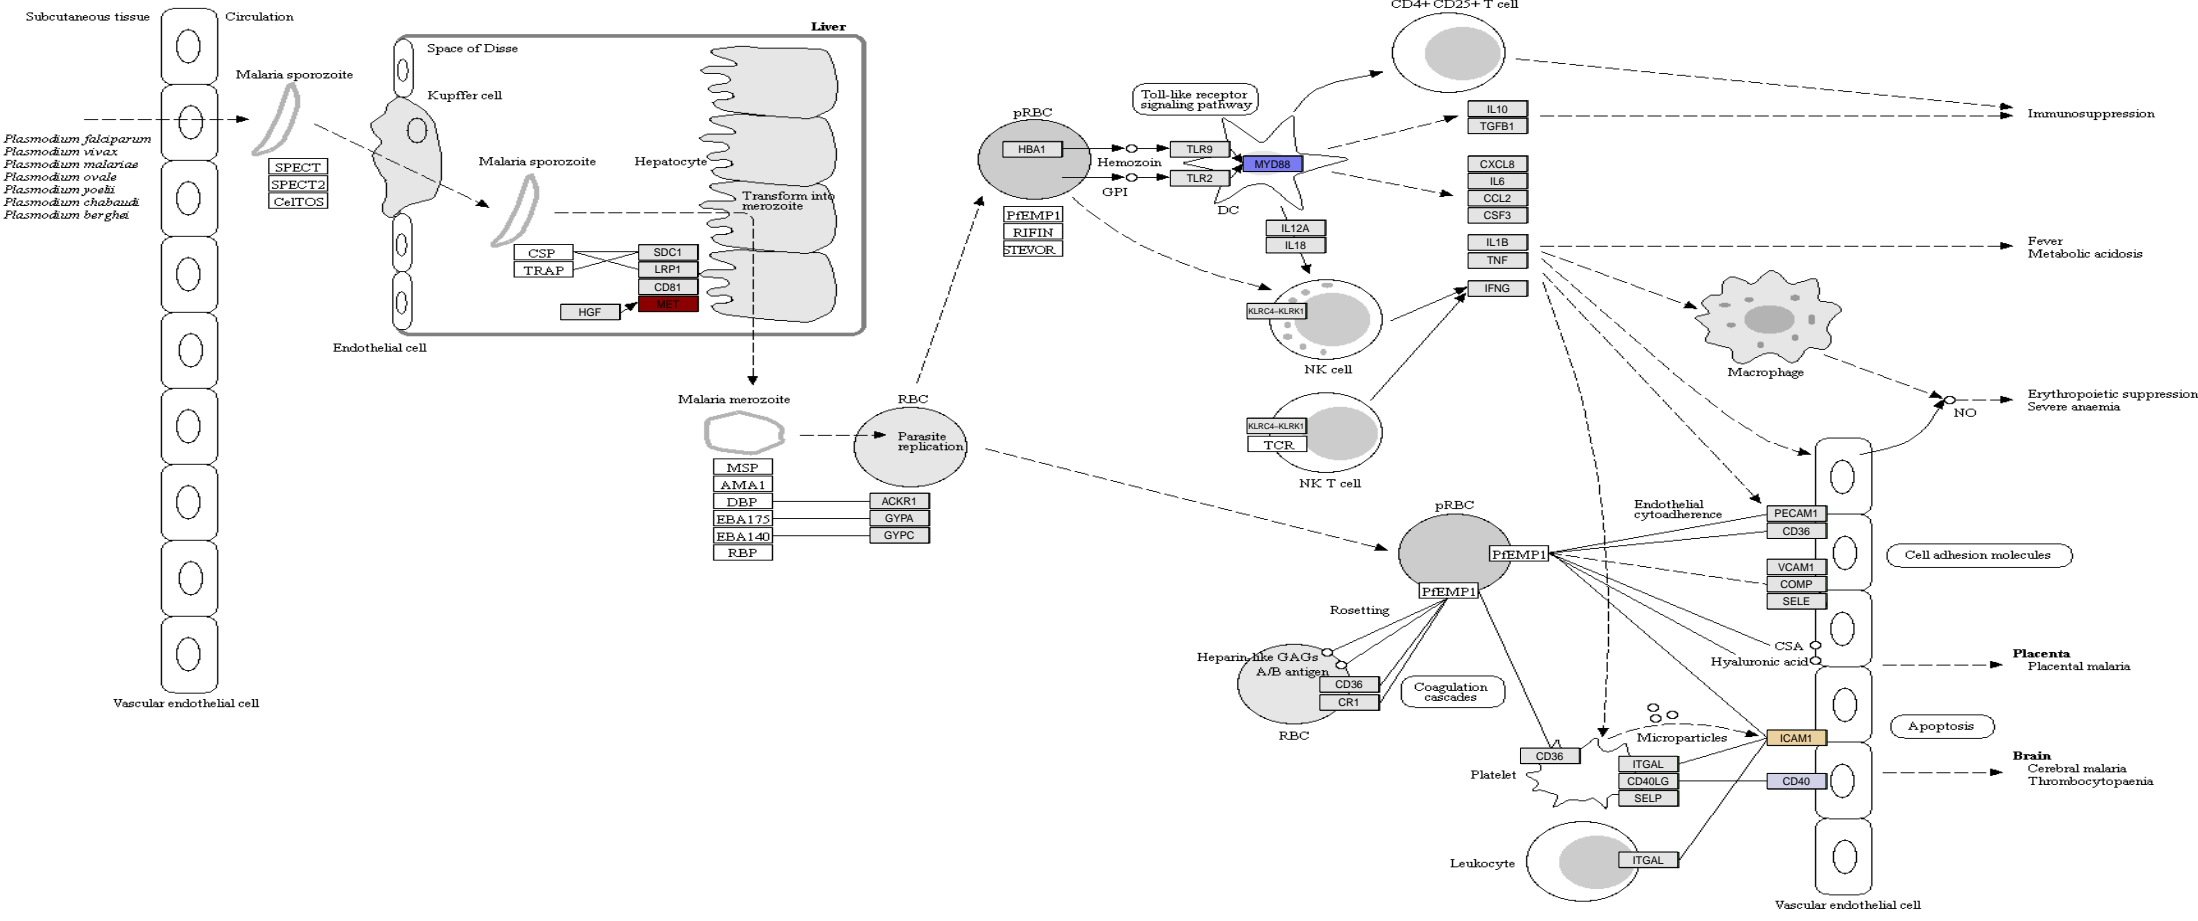 Subcutaneous tissue
Circulation
Malaria sporozoite
Plasmodium falciparum
Plasmodium vivax
Plasmodium malariae
Plasmodium ovale
Plasmodium yoelii
Plasmodium chabaudi
Plasmodium berghei
SPECT
SPECT2
CelTOS
Vascular endothelial cell
Liver
Space of Disse
Kupffer cell
Malaria sporozoite
Hepatocyte
Transform into
merozoite
CSP
TRAP
SDC1
LRP1
CD81
MET
HGF
Endothelial cell
Malaria merozoite
MSP
AMA1
DBP
EBA175
EBA140
RBP
RBC
Parasite
replication
ACKR1
GYPA
GYPC
pRBC
HBA1
Hemozoin
GPI
PfEMP1
RIFIN
STEVOR
Toll-like receptor
signaling pathway
TLR9
TLR2
MYD88
DC
IL12A
IL18
CD4+ CD25+ T cell
IL10
TGFB1
CXCL8
IL6
CCL2
CSF3
IL1B
TNF
IFNG
KLRC4-KLRK1
NK cell
KLRC4-KLRK1
TCR
NK T cell
Immunosuppression
Fever
Metabolic acidosis
Macrophage
NO
Erythropoietic suppression
Severe anaemia
pRBC
PfEMP1
PfEMP1
Endothelial
cytoadherence
PECAM1
CD36
VCAM1
COMP
SELE
CSA
Hyaluronic acid
Cell adhesion molecules
Rosetting
Heparin-like GAGs
A/B antigen
CD36
CR1
RBC
Coagulation
cascades
Placenta
Placental malaria
Microparticles
ICAM1
Apoptosis
CD36
Platelet
ITGAL
CD40LG
SELP
CD40
Brain
Cerebral malaria
Thrombocytopaenia
Leukocyte
ITGAL
Vascular endothelial cell